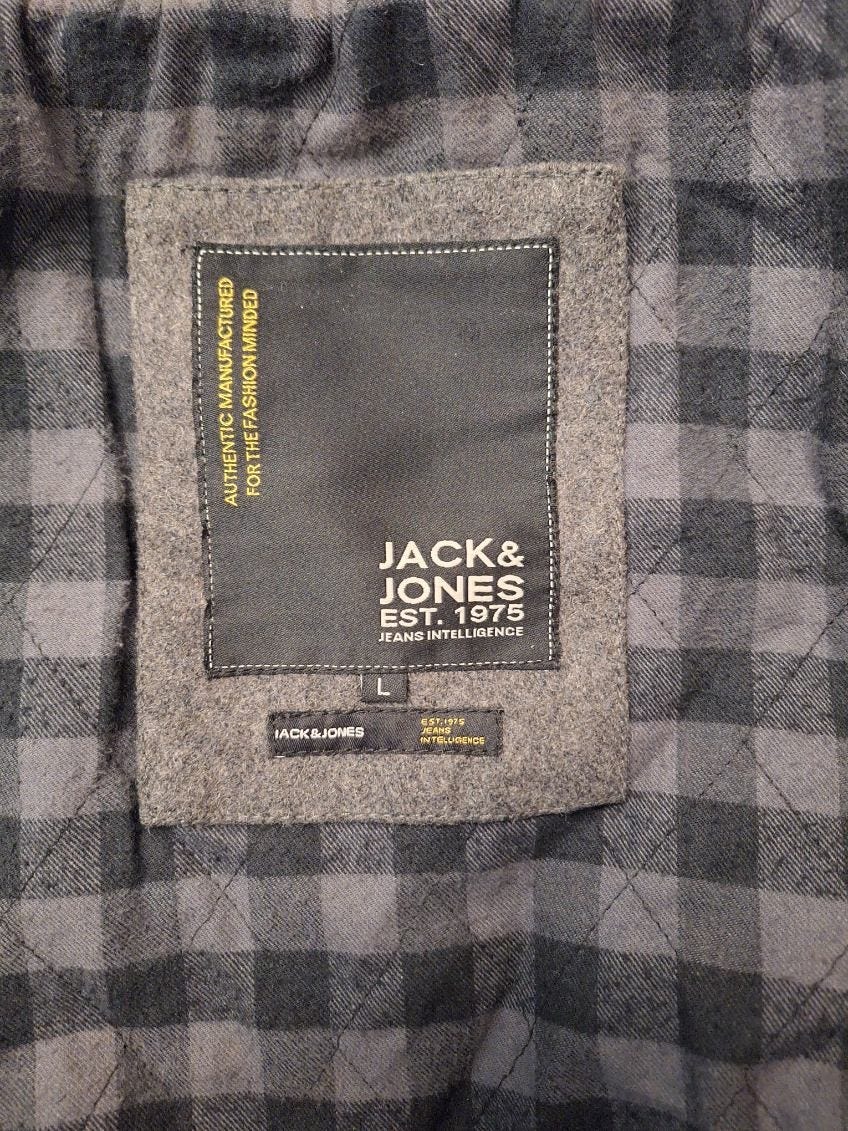 AUTHENTIC MANUFACTURED
FOR THE FASHION MINDED
JACK&
JONES
EST. 1975
JEANS INTELLIGENCE
L
JACK&JONES
EST.1975
JEANS
INTELLIGENCE